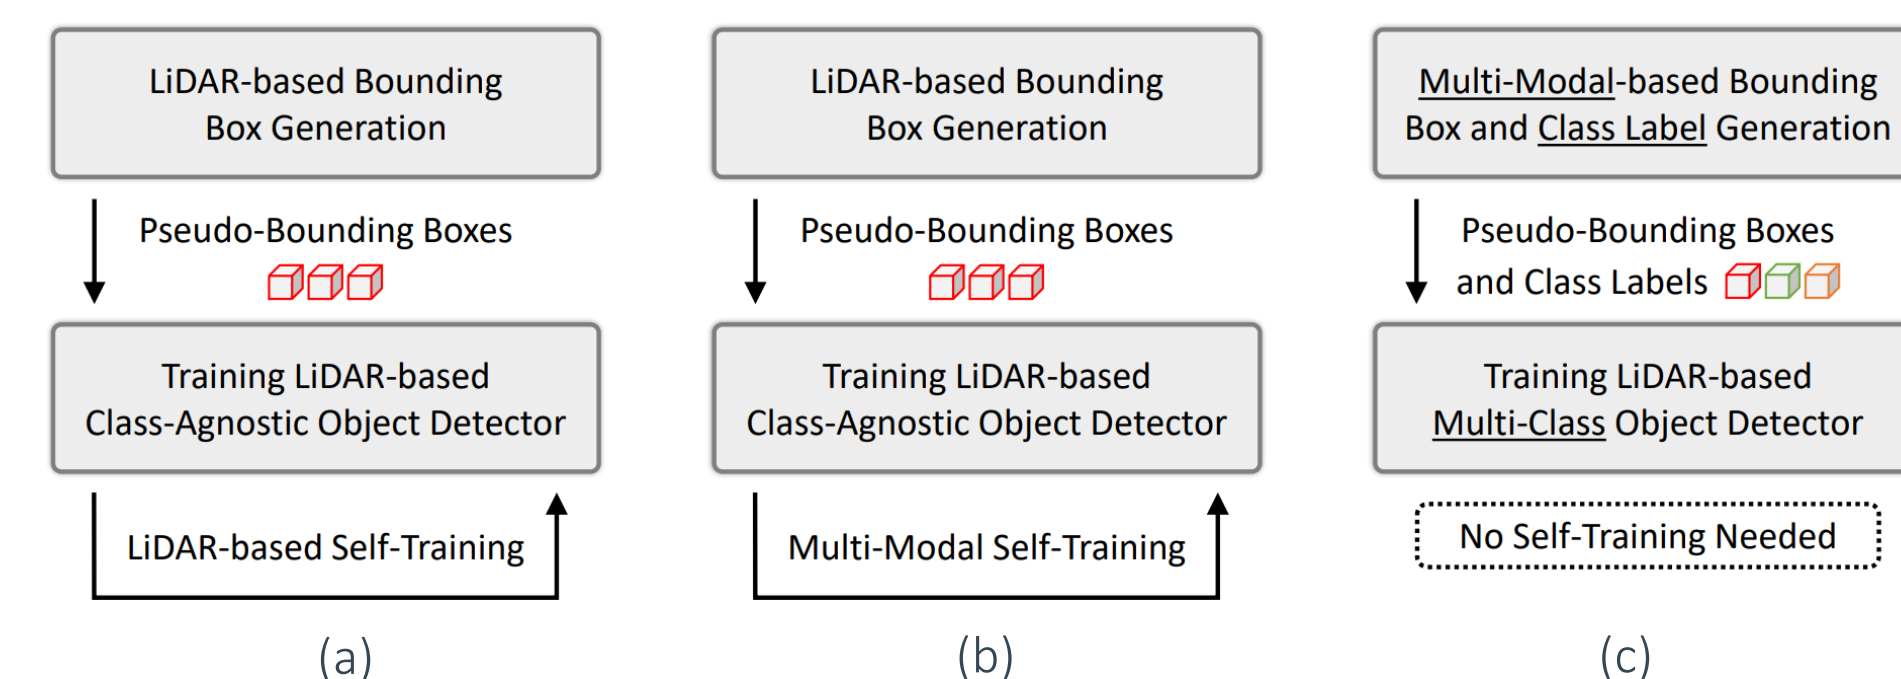 LiDAR-based Bounding
Box Generation
Pseudo-Bounding Boxes
Training LiDAR-based
Class-Agnostic Object Detector
LiDAR-based Self-Training
(a)
LiDAR-based Bounding
Box Generation
Pseudo-Bounding Boxes
Training LiDAR-based
Class-Agnostic Object Detector
Multi-Modal Self-Training
(b)
Multi-Modal-based Bounding
Box and Class Label Generation
Pseudo-Bounding Boxes
and Class Labels
Training LiDAR-based
Multi-Class Object Detector
No Self-Training Needed
(c)